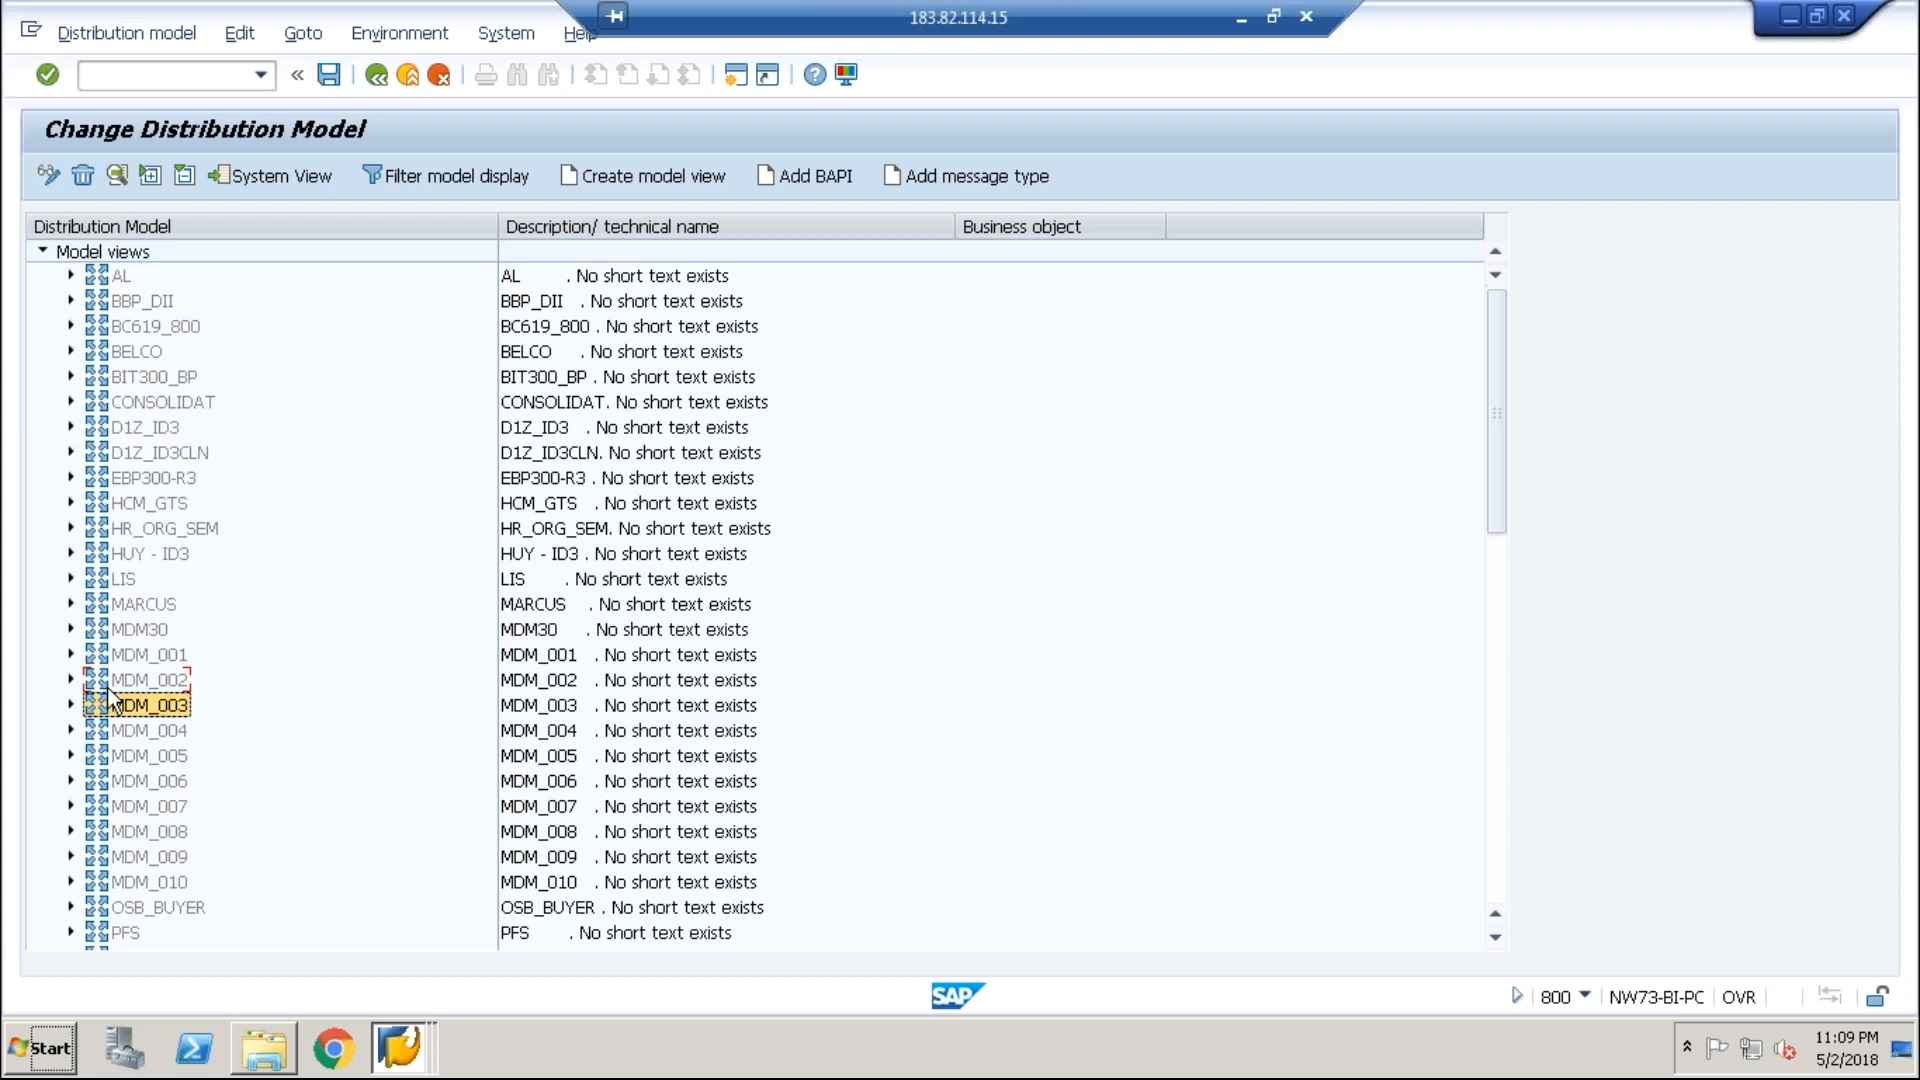 183.82.114.15
Distribution model Edit Goto Environment System Help
Change Distribution Model
System View Filter model display Create model view Add BAPI Add message type
Distribution Model Description/ technical name Business object
Model views
AL AL . No short text exists
BBP_DII BBP_DII . No short text exists
BC619_800 BC619_800 . No short text exists
BELCO BELCO . No short text exists
BIT300_BP BIT300_BP . No short text exists
CONSOLIDAT CONSOLIDAT. No short text exists
D1Z_ID3 D1Z_ID3 . No short text exists
D1Z_ID3CLN D1Z_ID3CLN. No short text exists
EBP300-R3 EBP300-R3 . No short text exists
HCM_GTS HCM_GTS . No short text exists
HR_ORG_SEM HR_ORG_SEM. No short text exists
HUY - ID3 HUY - ID3 . No short text exists
LIS LIS . No short text exists
MARCUS MARCUS . No short text exists
MDM30 MDM30 . No short text exists
MDM_001 MDM_001 . No short text exists
MDM_002 MDM_002 . No short text exists
MDM_003 MDM_003 . No short text exists
MDM_004 MDM_004 . No short text exists
MDM_005 MDM_005 . No short text exists
MDM_006 MDM_006 . No short text exists
MDM_007 MDM_007 . No short text exists
MDM_008 MDM_008 . No short text exists
MDM_009 MDM_009 . No short text exists
MDM_010 MDM_010 . No short text exists
OSB_BUYER OSB_BUYER . No short text exists
PFS PFS . No short text exists
SAP 800 NW73-BI-PC OVR
Start 11:09 PM
5/2/2018